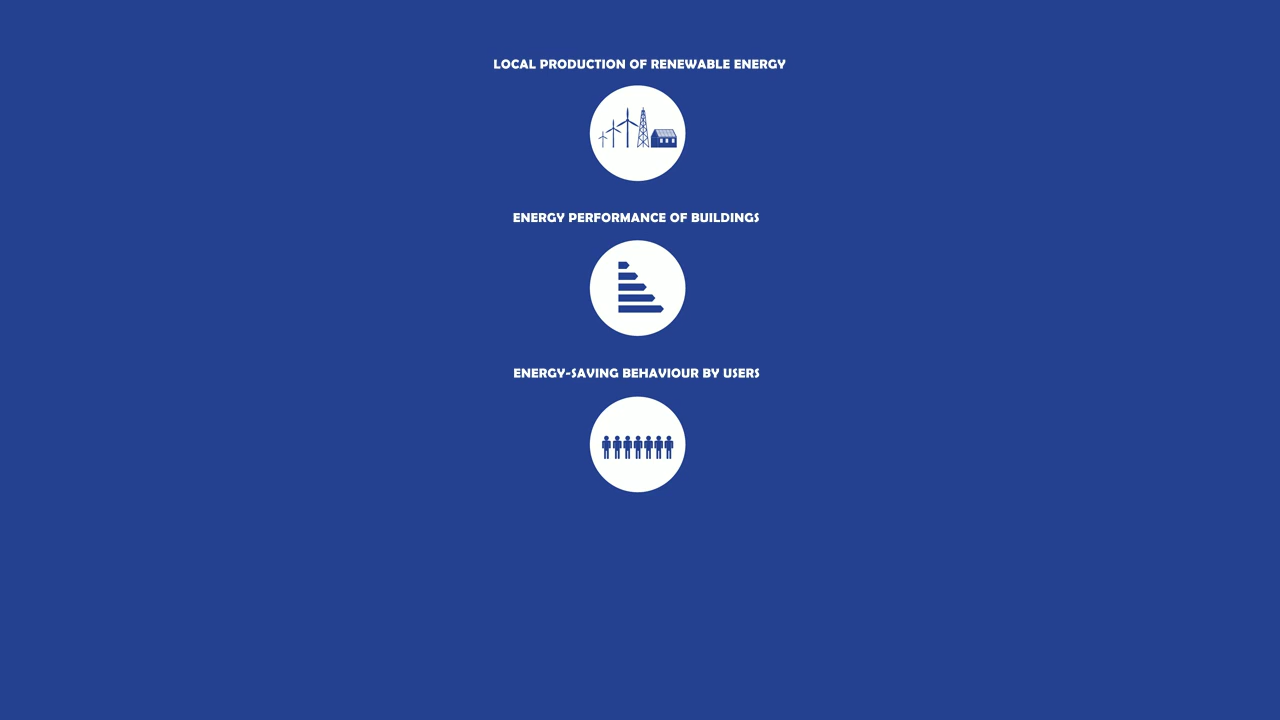 LOCAL PRODUCTION OF RENEWABLE ENERGY
ENERGY PERFORMANCE OF BUILDINGS
ENERGY-SAVING BEHAVIOUR BY USERS